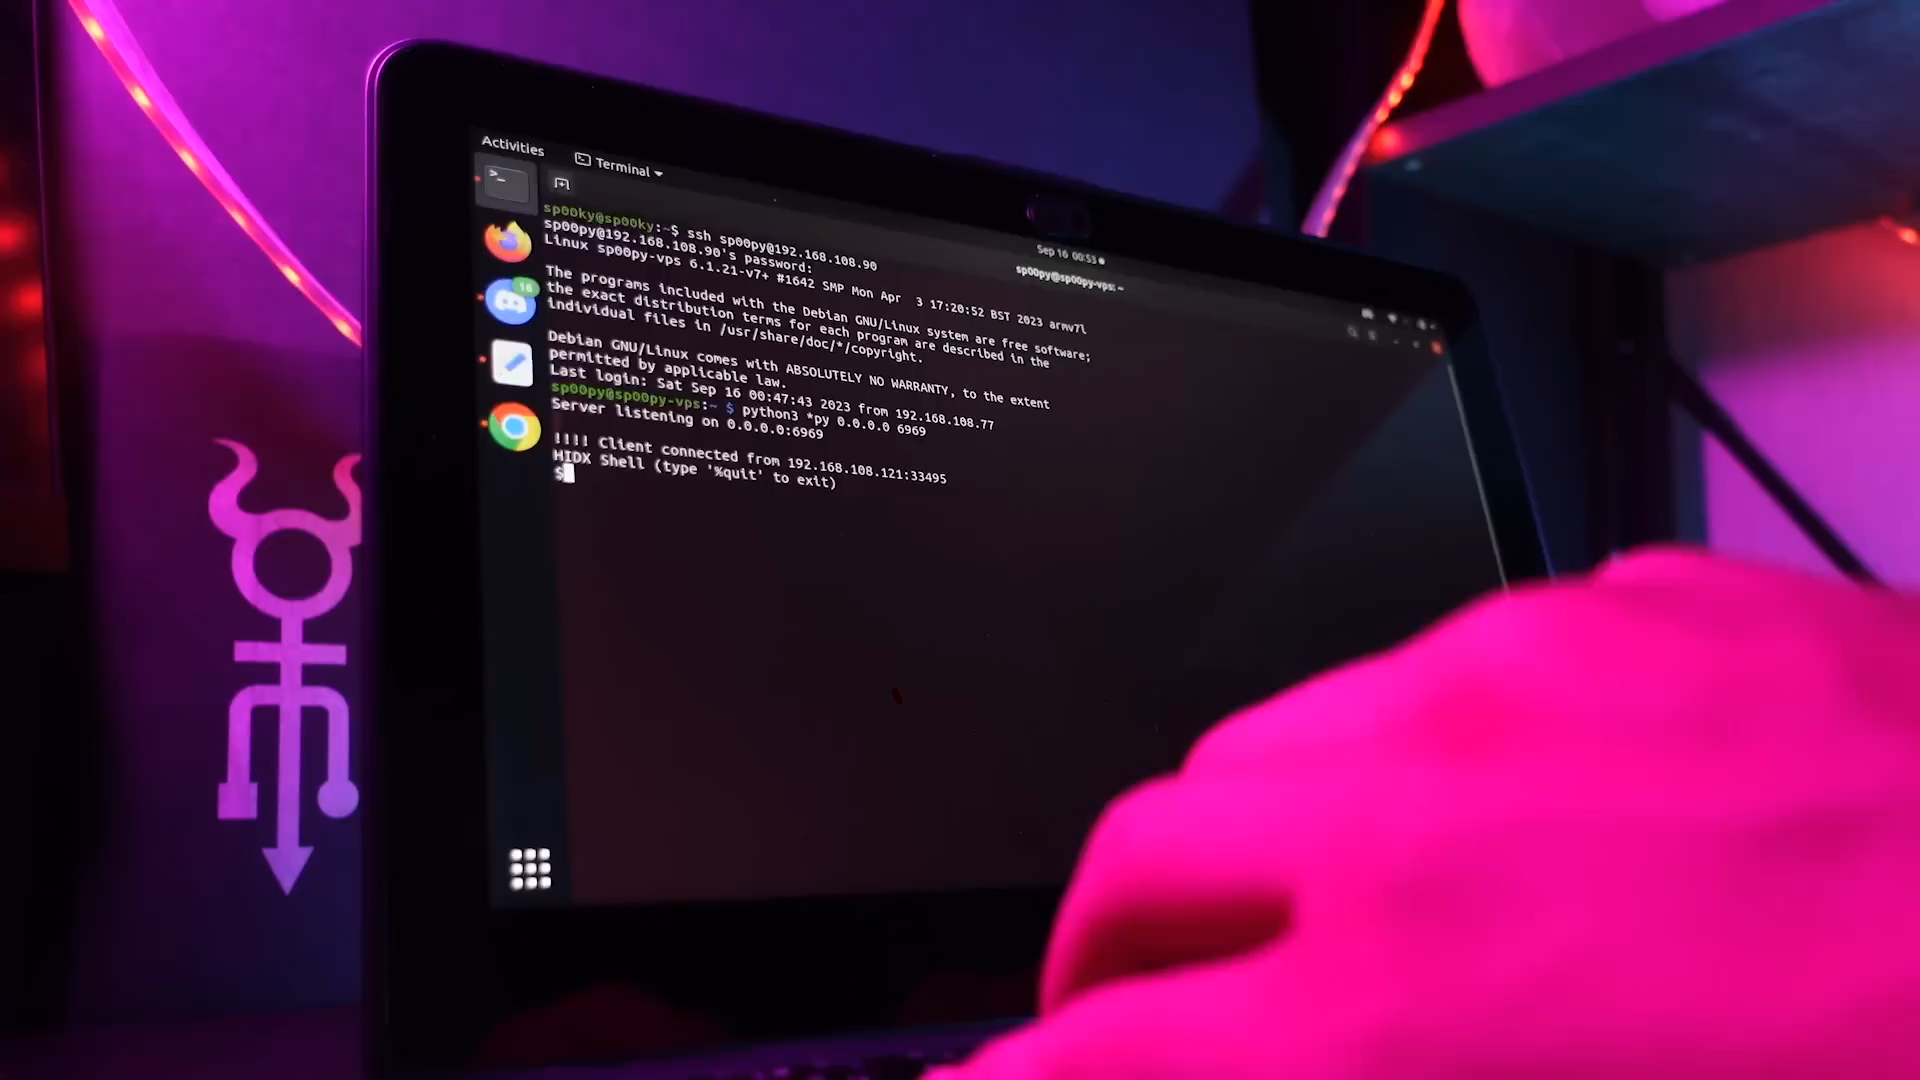 Activities
Terminal
Sep 16 00:53
sp00py@sp00py-vps: ~
sp00ky@sp00ky:~$ ssh sp00py@192.168.108.90
sp00py@192.168.108.90's password:
Linux sp00py-vps 6.1.21-v7+ #1642 SMP Mon Apr  3 17:20:52 BST 2023 armv7l
The programs included with the Debian GNU/Linux system are free software;
the exact distribution terms for each program are described in the
individual files in /usr/share/doc/*/copyright.
Debian GNU/Linux comes with ABSOLUTELY NO WARRANTY, to the extent
permitted by applicable law.
Last login: Sat Sep 16 00:47:43 2023 from 192.168.108.77
sp00py@sp00py-vps:~ $ python3 *py 0.0.0.0 6969
Server listening on 0.0.0.0:6969
!!!! Client connected from 192.168.108.121:33495
HIDX Shell (type '%quit' to exit)
$
16